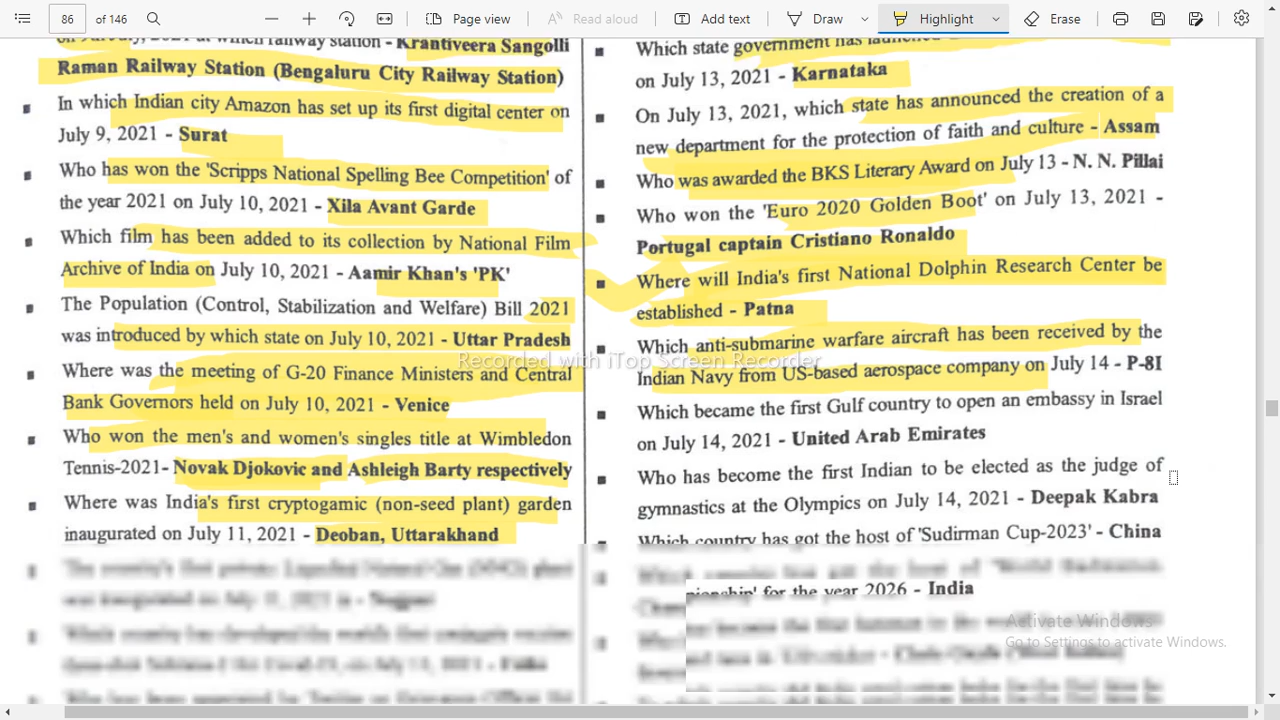 86 of 146 Page view Read aloud Add text Draw Highlight Erase
at which railway station - Krantiveera Sangolli
Raman Railway Station (Bengaluru City Railway Station)
▪ In which Indian city Amazon has set up its first digital center on
July 9, 2021 - Surat
▪ Who has won the 'Scripps National Spelling Bee Competition' of
the year 2021 on July 10, 2021 - Xila Avant Garde
▪ Which film has been added to its collection by National Film
Archive of India on July 10, 2021 - Aamir Khan's 'PK'
▪ The Population (Control, Stabilization and Welfare) Bill 2021
was introduced by which state on July 10, 2021 - Uttar Pradesh
▪ Where was the meeting of G-20 Finance Ministers and Central
Bank Governors held on July 10, 2021 - Venice
▪ Who won the men's and women's singles title at Wimbledon
Tennis-2021- Novak Djokovic and Ashleigh Barty respectively
▪ Where was India's first cryptogamic (non-seed plant) garden
inaugurated on July 11, 2021 - Deoban, Uttarakhand
▪ Which state government has launched
on July 13, 2021 - Karnataka
▪ On July 13, 2021, which state has announced the creation of a
new department for the protection of faith and culture - Assam
▪ Who was awarded the BKS Literary Award on July 13 - N. N. Pillai
▪ Who won the 'Euro 2020 Golden Boot' on July 13, 2021 -
Portugal captain Cristiano Ronaldo
▪ Where will India's first National Dolphin Research Center be
established - Patna
▪ Which anti-submarine warfare aircraft has been received by the
Indian Navy from US-based aerospace company on July 14 - P-8I
▪ Which became the first Gulf country to open an embassy in Israel
on July 14, 2021 - United Arab Emirates
▪ Who has become the first Indian to be elected as the judge of
gymnastics at the Olympics on July 14, 2021 - Deepak Kabra
Which country has got the host of 'Sudirman Cup-2023' - China
for the year 2026 - India
Recorded with iTop Screen Recorder
Activate Windows
Go to Settings to activate Windows.